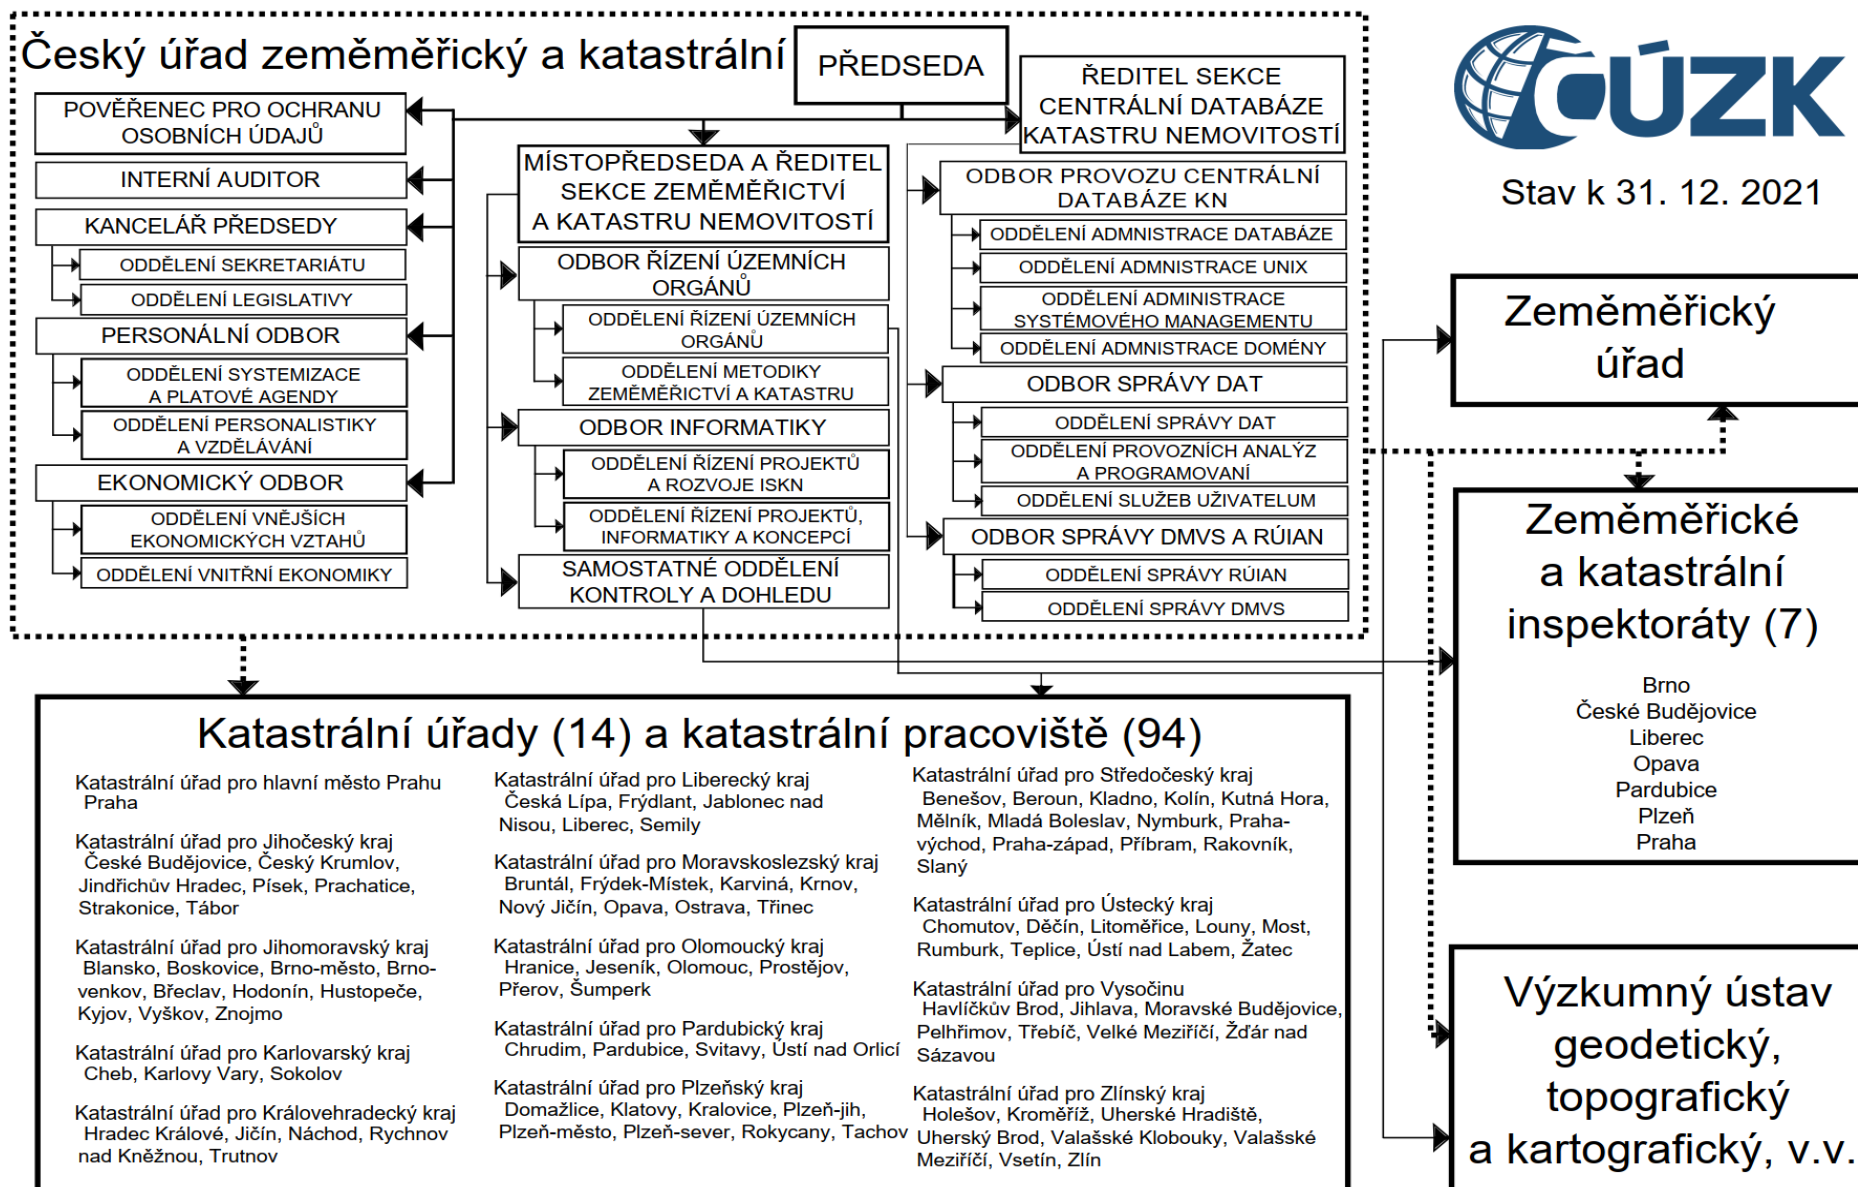 Český úřad zeměměřický a katastrální
PŘEDSEDA
POVĚŘENEC PRO OCHRANU
OSOBNÍCH ÚDAJŮ
INTERNÍ AUDITOR
KANCELÁŘ PŘEDSEDY
ODDĚLENÍ SEKRETARIÁTU
ODDĚLENÍ LEGISLATIVY
PERSONÁLNÍ ODBOR
ODDĚLENÍ SYSTEMIZACE
A PLATOVÉ AGENDY
ODDĚLENÍ PERSONALISTIKY
A VZDĚLÁVÁNÍ
EKONOMICKÝ ODBOR
ODDĚLENÍ VNĚJŠÍCH
EKONOMICKÝCH VZTAHŮ
ODDĚLENÍ VNITŘNÍ EKONOMIKY
MÍSTOPŘEDSEDA A ŘEDITEL
SEKCE ZEMĚMĚŘICTVÍ
A KATASTRU NEMOVITOSTÍ
ODBOR ŘÍZENÍ ÚZEMNÍCH
ORGÁNŮ
ODDĚLENÍ ŘÍZENÍ ÚZEMNÍCH
ORGÁNŮ
ODDĚLENÍ METODIKY
ZEMĚMĚŘICTVÍ A KATASTRU
ODBOR INFORMATIKY
ODDĚLENÍ ŘÍZENÍ PROJEKTŮ
A ROZVOJE ISKN
ODDĚLENÍ ŘÍZENÍ PROJEKTŮ,
INFORMATIKY A KONCEPCÍ
SAMOSTATNÉ ODDĚLENÍ
KONTROLY A DOHLEDU
ŘEDITEL SEKCE
CENTRÁLNÍ DATABÁZE
KATASTRU NEMOVITOSTÍ
ODBOR PROVOZU CENTRÁLNÍ
DATABÁZE KN
ODDĚLENÍ ADMNISTRACE DATABÁZE
ODDĚLENÍ ADMNISTRACE UNIX
ODDĚLENÍ ADMINISTRACE
SYSTÉMOVÉHO MANAGEMENTU
ODDĚLENÍ ADMNISTRACE DOMÉNY
ODBOR SPRÁVY DAT
ODDĚLENÍ SPRÁVY DAT
ODDĚLENÍ PROVOZNÍCH ANALÝZ
A PROGRAMOVANÍ
ODDĚLENÍ SLUŽEB UŽIVATELUM
ODBOR SPRÁVY DMVS A RÚIAN
ODDĚLENÍ SPRÁVY RÚIAN
ODDĚLENÍ SPRÁVY DMVS
ČÚZK
Stav k 31. 12. 2021
Zeměměřický
úřad
Zeměměřické
a katastrální
inspektoráty (7)
Brno
České Budějovice
Liberec
Opava
Pardubice
Plzeň
Praha
Výzkumný ústav
geodetický,
topografický
a kartografický, v.v.
Katastrální úřady (14) a katastrální pracoviště (94)
Katastrální úřad pro hlavní město Prahu
Praha
Katastrální úřad pro Jihočeský kraj
České Budějovice, Český Krumlov,
Jindřichův Hradec, Písek, Prachatice,
Strakonice, Tábor
Katastrální úřad pro Jihomoravský kraj
Blansko, Boskovice, Brno-město, Brno-
venkov, Břeclav, Hodonín, Hustopeče,
Kyjov, Vyškov, Znojmo
Katastrální úřad pro Karlovarský kraj
Cheb, Karlovy Vary, Sokolov
Katastrální úřad pro Královehradecký kraj
Hradec Králové, Jičín, Náchod, Rychnov
nad Kněžnou, Trutnov
Katastrální úřad pro Liberecký kraj
Česká Lípa, Frýdlant, Jablonec nad
Nisou, Liberec, Semily
Katastrální úřad pro Moravskoslezský kraj
Bruntál, Frýdek-Místek, Karviná, Krnov,
Nový Jičín, Opava, Ostrava, Třinec
Katastrální úřad pro Olomoucký kraj
Hranice, Jeseník, Olomouc, Prostějov,
Přerov, Šumperk
Katastrální úřad pro Pardubický kraj
Chrudim, Pardubice, Svitavy, Ústí nad Orlicí
Katastrální úřad pro Plzeňský kraj
Domažlice, Klatovy, Kralovice, Plzeň-jih,
Plzeň-město, Plzeň-sever, Rokycany, Tachov
Katastrální úřad pro Středočeský kraj
Benešov, Beroun, Kladno, Kolín, Kutná Hora,
Mělník, Mladá Boleslav, Nymburk, Praha-
východ, Praha-západ, Příbram, Rakovník,
Slaný
Katastrální úřad pro Ústecký kraj
Chomutov, Děčín, Litoměřice, Louny, Most,
Rumburk, Teplice, Ústí nad Labem, Žatec
Katastrální úřad pro Vysočinu
Havlíčkův Brod, Jihlava, Moravské Budějovice,
Pelhřimov, Třebíč, Velké Meziříčí, Žďár nad
Sázavou
Katastrální úřad pro Zlínský kraj
Holešov, Kroměříž, Uherské Hradiště,
Uherský Brod, Valašské Klobouky, Valašské
Meziříčí, Vsetín, Zlín